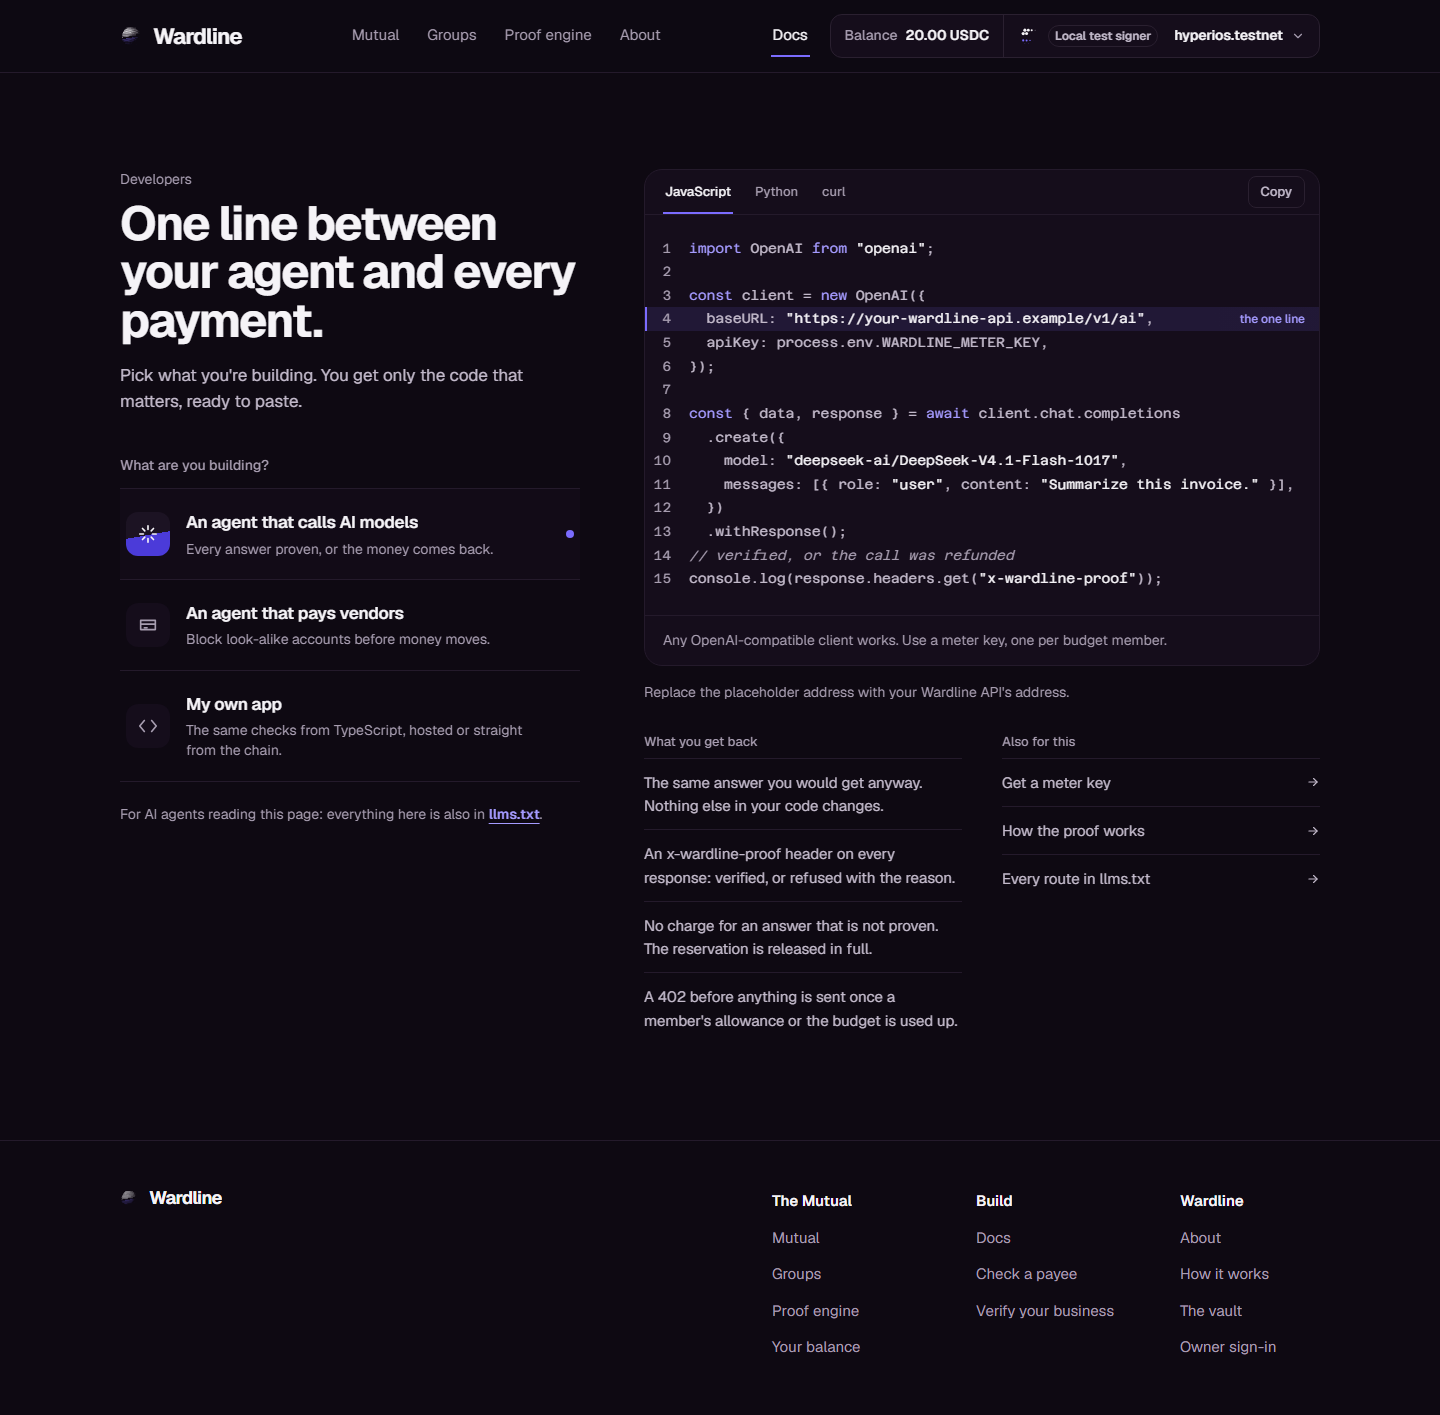 Wardline
Mutual
Groups
Proof engine
About
Docs
Balance 20.00 USDC
Local test signer
hyperios.testnet
Developers
One line between
your agent and every
payment.
Pick what you're building. You get only the code that
matters, ready to paste.
What are you building?
An agent that calls AI models
Every answer proven, or the money comes back.
An agent that pays vendors
Block look-alike accounts before money moves.
My own app
The same checks from TypeScript, hosted or straight
from the chain.
For AI agents reading this page: everything here is also in llms.txt.
JavaScript
Python
curl
Copy
1 import OpenAI from "openai";
2
3 const client = new OpenAI({
4 baseURL: "https://your-wardline-api.example/v1/ai", the one line
5 apiKey: process.env.WARDLINE_METER_KEY,
6 });
7
8 const { data, response } = await client.chat.completions
9 .create({
10 model: "deepseek-ai/DeepSeek-V4.1-Flash-1017",
11 messages: [{ role: "user", content: "Summarize this invoice." }],
12 })
13 .withResponse();
14 // verified, or the call was refunded
15 console.log(response.headers.get("x-wardline-proof"));
Any OpenAI-compatible client works. Use a meter key, one per budget member.
Replace the placeholder address with your Wardline API's address.
What you get back
The same answer you would get anyway.
Nothing else in your code changes.
An x-wardline-proof header on every
response: verified, or refused with the reason.
No charge for an answer that is not proven.
The reservation is released in full.
A 402 before anything is sent once a
member's allowance or the budget is used up.
Also for this
Get a meter key →
How the proof works →
Every route in llms.txt →
Wardline
The Mutual
Mutual
Groups
Proof engine
Your balance
Build
Docs
Check a payee
Verify your business
Wardline
About
How it works
The vault
Owner sign-in